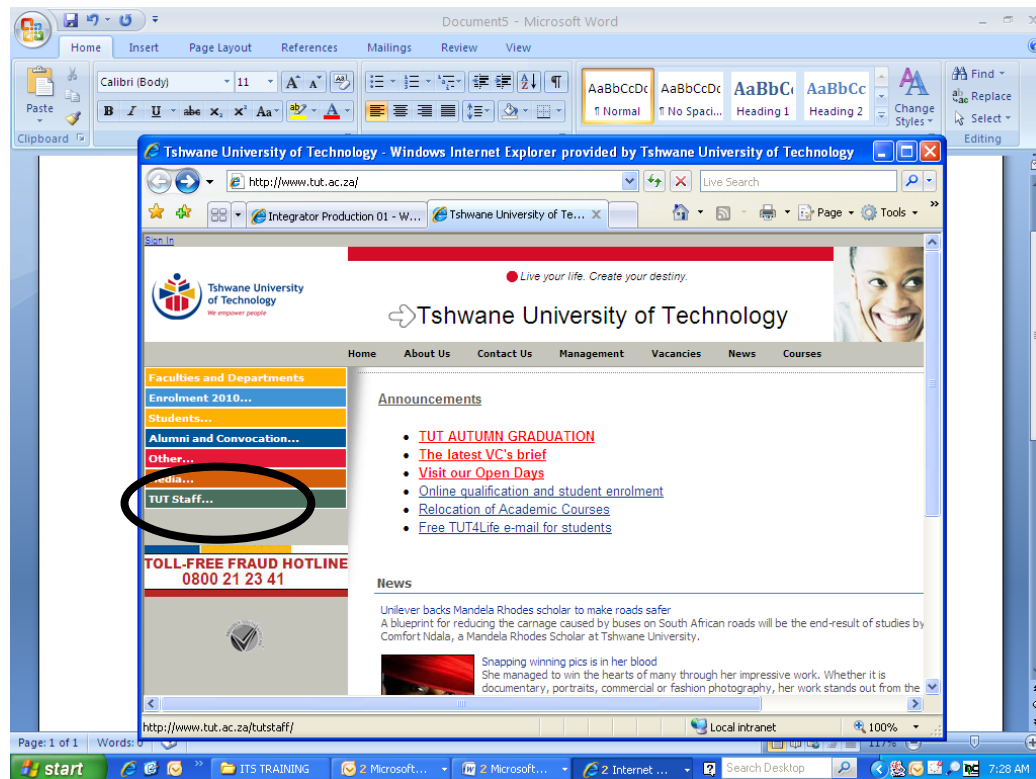 Document5 - Microsoft Word
Home Insert Page Layout References Mailings Review View
Calibri (Body) 11 A A Aa
AaBbCcDc AaBbCcDc AaBbC AaBbCc
Find
Replace
Paste
B I U abe X, X² Aa A
¶ Normal ¶ No Spaci... Heading 1 Heading 2
Change
Styles
Select
Clipboard
Editing
Tshwane University of Technology - Windows Internet Explorer provided by Tshwane University of Technology
http://www.tut.ac.za/
Live Search
Integrator Production 01 - W...
Tshwane University of Te...
Page Tools
Sign In
Tshwane University
of Technology
We empower people
Live your life. Create your destiny.
Tshwane University of Technology
Home About Us Contact Us Management Vacancies News Courses
Faculties and Departments
Enrolment 2010...
Students...
Alumni and Convocation...
Other...
Media...
TUT Staff...
TOLL-FREE FRAUD HOTLINE
0800 21 23 41
Announcements
TUT AUTUMN GRADUATION
The latest VC's brief
Visit our Open Days
Online qualification and student enrolment
Relocation of Academic Courses
Free TUT4Life e-mail for students
News
Unilever backs Mandela Rhodes scholar to make roads safer
A blueprint for reducing the carnage caused by buses on South African roads will be the end-result of studies by
Comfort Ndala, a Mandela Rhodes Scholar at Tshwane University.
Snapping winning pics is in her blood
She managed to win the hearts of many through her impressive work. Whether it is
documentary, portraits, commercial or fashion photography, her work stands out from the
http://www.tut.ac.za/tutstaff/
Local intranet
100%
Page: 1 of 1 Words: 0
117%
start
ITS TRAINING
2 Microsoft...
2 Microsoft...
2 Internet ...
Search Desktop
7:28 AM